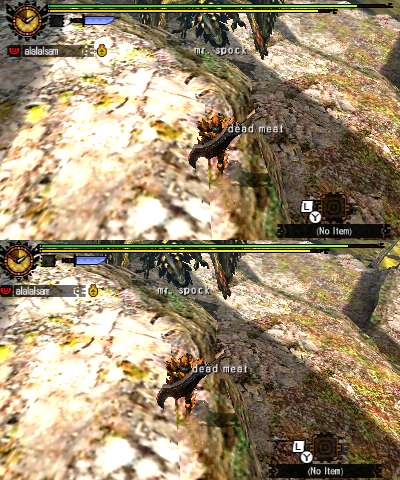 alalalsam
mr. spock
dead meat
L
Y
(No Item)
alalalsam
mr. spock
dead meat
L
Y
(No Item)